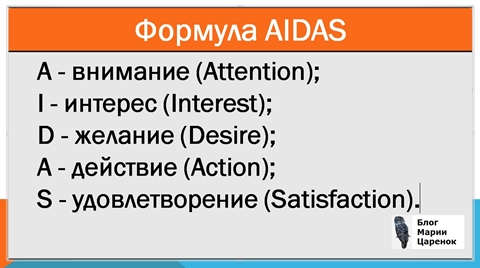 Формула AIDAS
A - внимание (Attention);
I - интерес (Interest);
D - желание (Desire);
A - действие (Action);
S - удовлетворение (Satisfaction).
Блог
Марии
Царенок